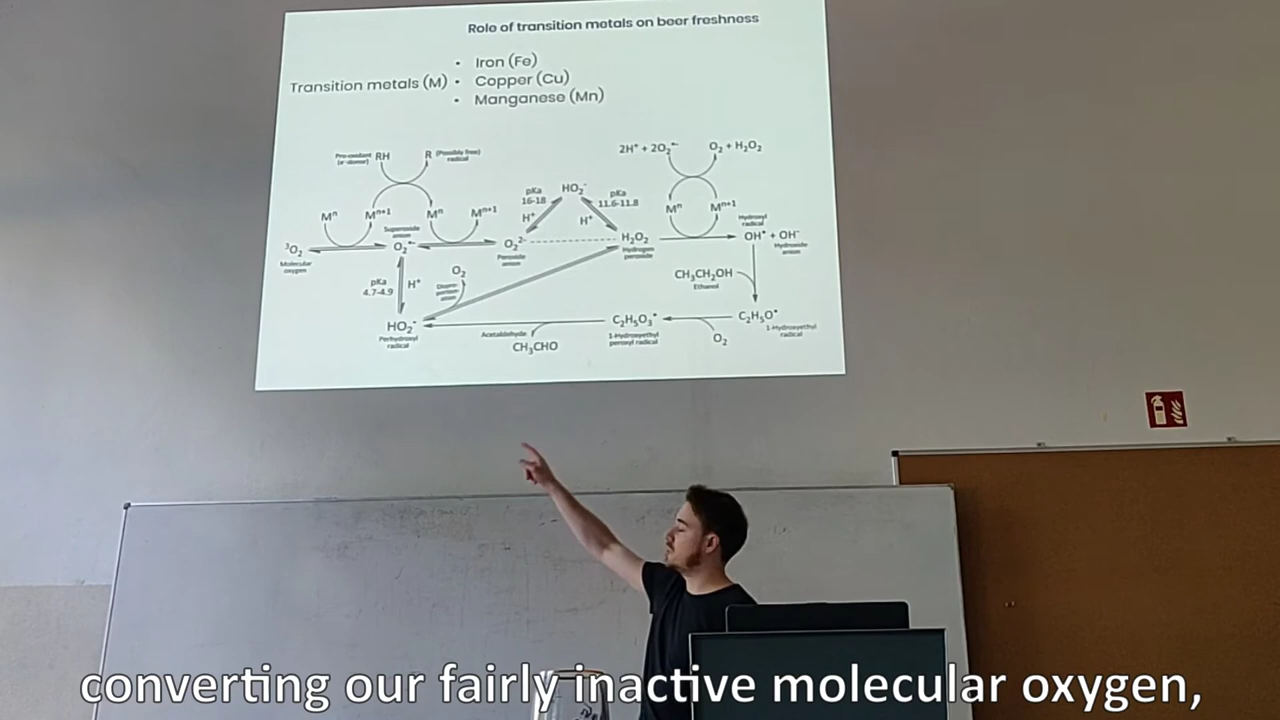 Role of transition metals on beer freshness
• Iron (Fe)
Transition metals (M) • Copper (Cu)
• Manganese (Mn)
Pro-oxidant (e⁻ donor) RH
R (Possibly free) radical
2H⁺ + 2O₂•⁻
O₂ + H₂O₂
Mⁿ
Mⁿ⁺¹
Mⁿ
Mⁿ⁺¹
pKa
16-18
HO₂⁻
pKa
11.6-11.8
H⁺
H⁺
Mⁿ
Mⁿ⁺¹
³O₂
Molecular
oxygen
Superoxide
anion
O₂•⁻
O₂²⁻
Peroxide
anion
H₂O₂
Hydrogen
peroxide
Hydroxyl
radical
OH• + OH⁻
Hydroxide
anion
pKa
4.7-4.9
H⁺
O₂
CH₃CH₂OH
Ethanol
HO₂•
Perhydroxyl
radical
Acetaldehyde
CH₃CHO
C₂H₅O₃•
1-Hydroxyethyl
peroxyl radical
O₂
C₂H₅O•
1-Hydroxyethyl
radical
converting our fairly inactive molecular oxygen,